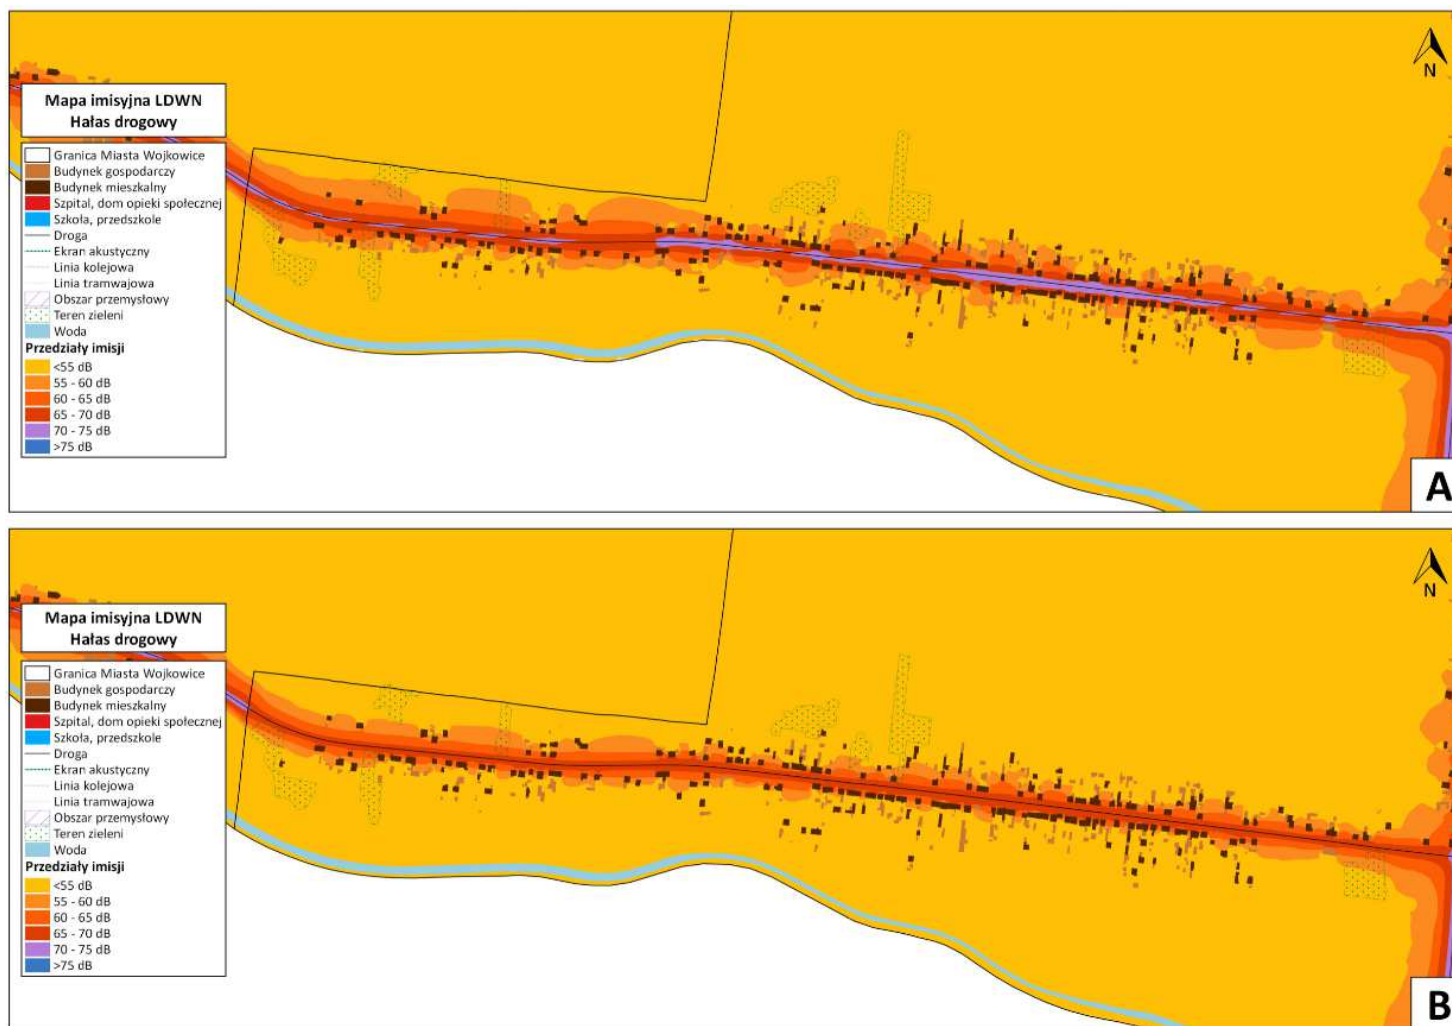 Mapa imisyjna LDWN
Hałas drogowy
Granica Miasta Wojkowice
Budynek gospodarczy
Budynek mieszkalny
Szpital, dom opieki społecznej
Szkoła, przedszkole
Droga
Ekran akustyczny
Linia kolejowa
Linia tramwajowa
Obszar przemysłowy
Teren zieleni
Woda
Przedziały imisji
<55 dB
55 - 60 dB
60 - 65 dB
65 - 70 dB
70 - 75 dB
>75 dB
N
A
Mapa imisyjna LDWN
Hałas drogowy
Granica Miasta Wojkowice
Budynek gospodarczy
Budynek mieszkalny
Szpital, dom opieki społecznej
Szkoła, przedszkole
Droga
Ekran akustyczny
Linia kolejowa
Linia tramwajowa
Obszar przemysłowy
Teren zieleni
Woda
Przedziały imisji
<55 dB
55 - 60 dB
60 - 65 dB
65 - 70 dB
70 - 75 dB
>75 dB
N
B